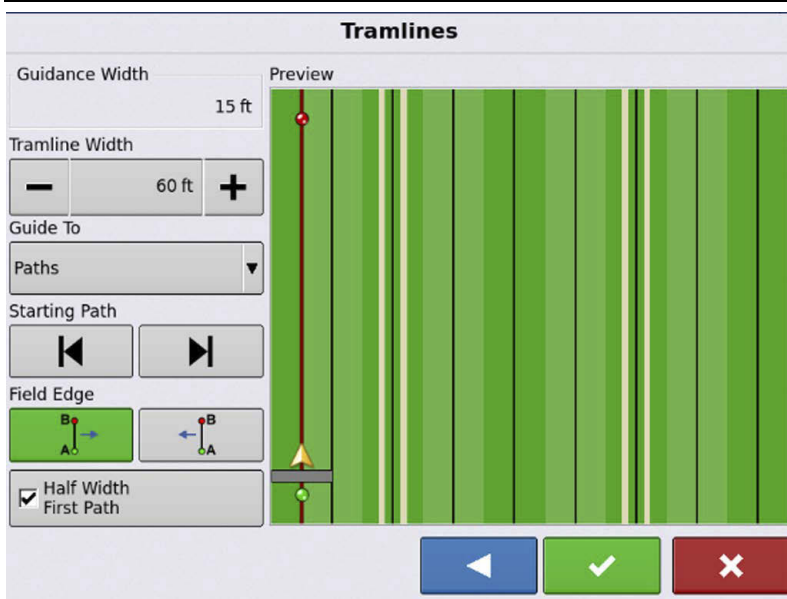 Tramlines
Guidance Width
15 ft
Preview
Tramline Width
60 ft
Guide To
Paths
Starting Path
Field Edge
B
A
B
A
Half Width
First Path